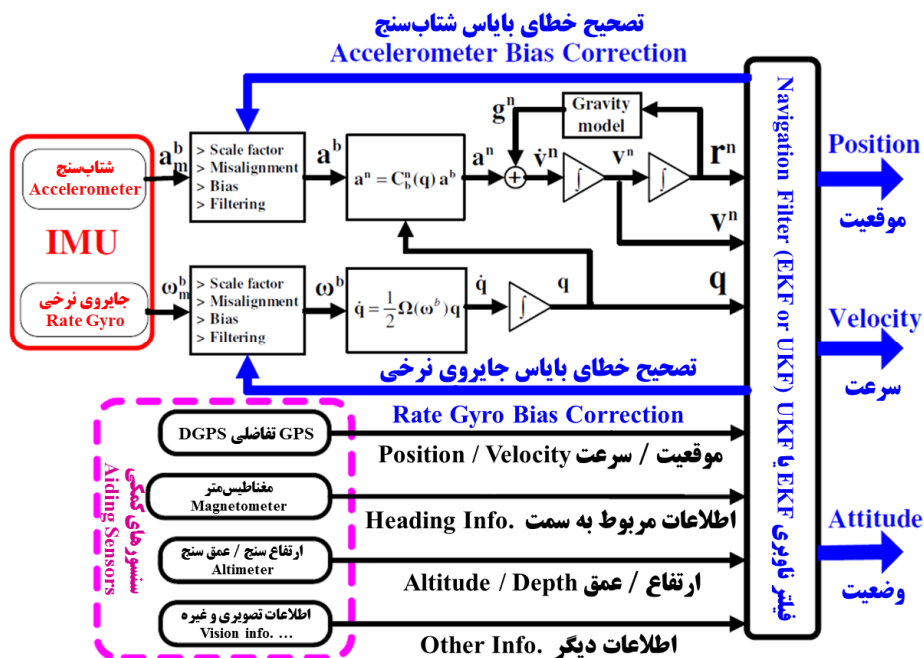 تصحیح خطای بایاس شتاب‌سنج
Accelerometer Bias Correction
شتاب‌سنج
Accelerometer
IMU
جایروی نرخی
Rate Gyro
a_m^b
> Scale factor
> Misalignment
> Bias
> Filtering
a^b
a^n = C_b^n(q) a^b
a^n
g^n
Gravity
model
+
v̇^n
∫
v^n
∫
r^n
v^n
ω_m^b
> Scale factor
> Misalignment
> Bias
> Filtering
ω^b
q̇ = 1/2 Ω(ω^b) q
q̇
∫
q
q
تصحیح خطای بایاس جایروی نرخی
Rate Gyro Bias Correction
سنسورهای کمکی
Aiding Sensors
GPS تفاضلی DGPS
موقعیت / سرعت Position / Velocity
مغناطیس‌متر
Magnetometer
اطلاعات مربوط به سمت Heading Info.
ارتفاع سنج / عمق سنج
Altimeter
ارتفاع / عمق Altitude / Depth
اطلاعات تصویری و غیره
Vision info. ...
اطلاعات دیگر Other Info.
Navigation Filter (EKF or UKF)
فیلتر ناوبری EKF یا UKF
Position
موقعیت
Velocity
سرعت
Attitude
وضعیت